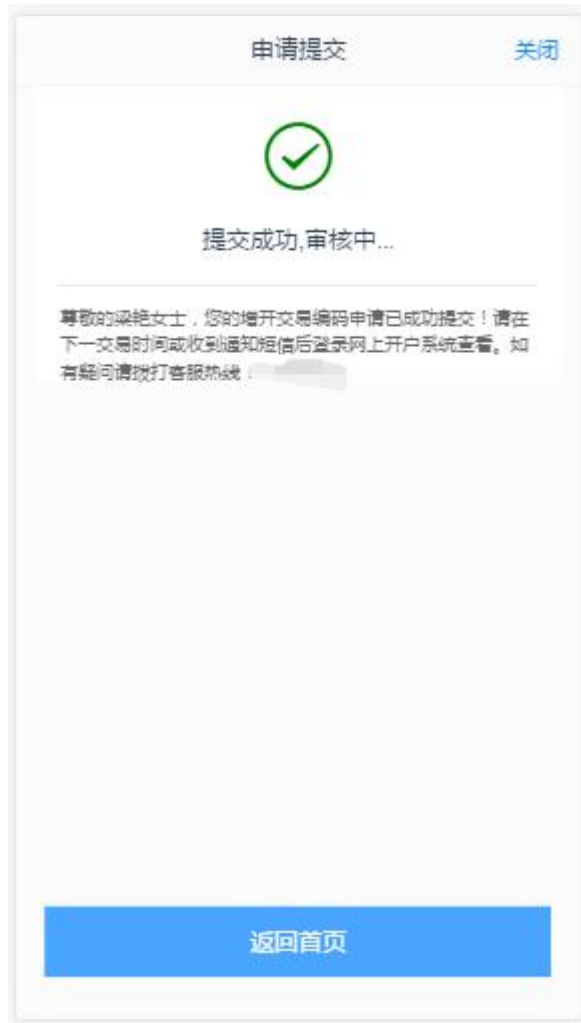 申请提交 关闭
提交成功,审核中...
尊敬的梁艳女士，您的增开交易编码申请已成功提交！请在
下一交易时间或收到通知短信后登录网上开户系统查看。如
有疑问请拨打客服热线：
返回首页